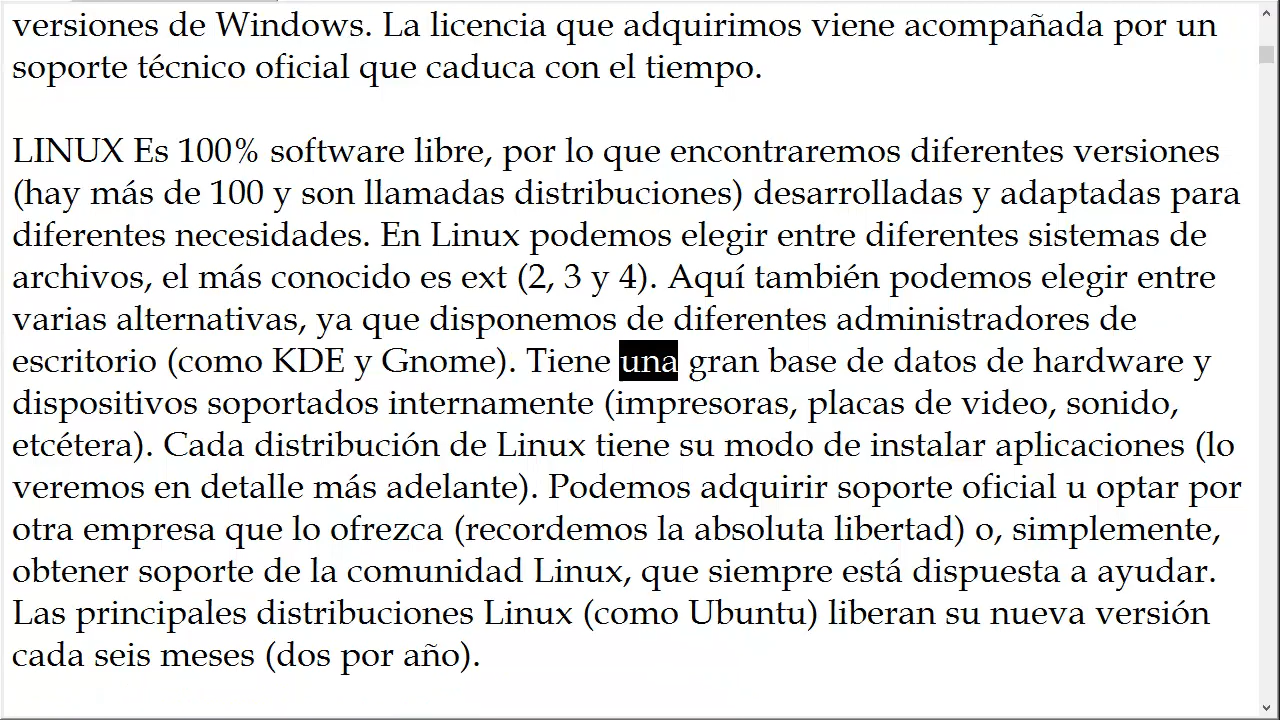 versiones de Windows. La licencia que adquirimos viene acompañada por un
soporte técnico oficial que caduca con el tiempo.
LINUX Es 100% software libre, por lo que encontraremos diferentes versiones
(hay más de 100 y son llamadas distribuciones) desarrolladas y adaptadas para
diferentes necesidades. En Linux podemos elegir entre diferentes sistemas de
archivos, el más conocido es ext (2, 3 y 4). Aquí también podemos elegir entre
varias alternativas, ya que disponemos de diferentes administradores de
escritorio (como KDE y Gnome). Tiene una gran base de datos de hardware y
dispositivos soportados internamente (impresoras, placas de video, sonido,
etcétera). Cada distribución de Linux tiene su modo de instalar aplicaciones (lo
veremos en detalle más adelante). Podemos adquirir soporte oficial u optar por
otra empresa que lo ofrezca (recordemos la absoluta libertad) o, simplemente,
obtener soporte de la comunidad Linux, que siempre está dispuesta a ayudar.
Las principales distribuciones Linux (como Ubuntu) liberan su nueva versión
cada seis meses (dos por año).